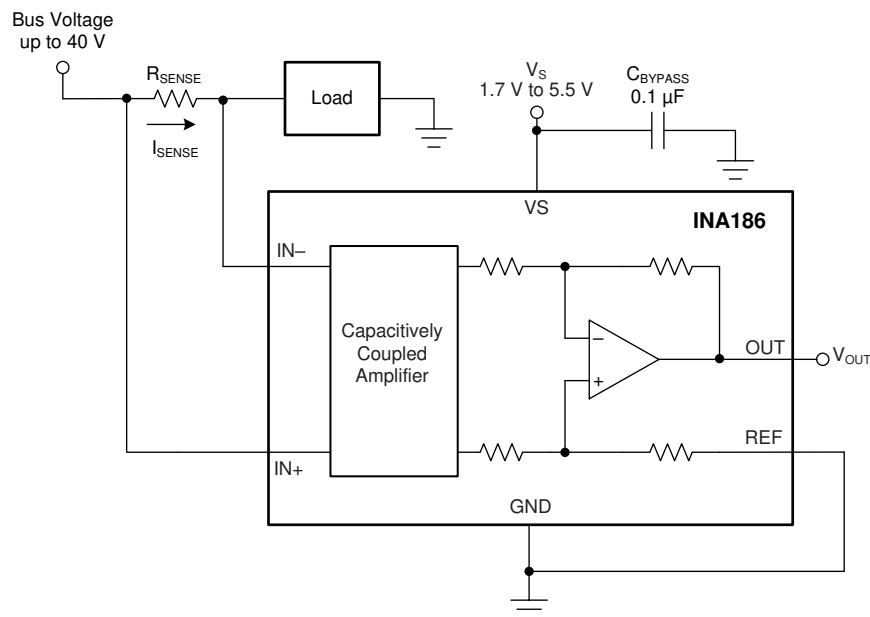 Bus Voltage
up to 40 V
RSENSE
ISENSE
Load
VS
1.7 V to 5.5 V
CBYPASS
0.1 µF
VS
INA186
IN–
Capacitively
Coupled
Amplifier
–
+
OUT
VOUT
REF
IN+
GND